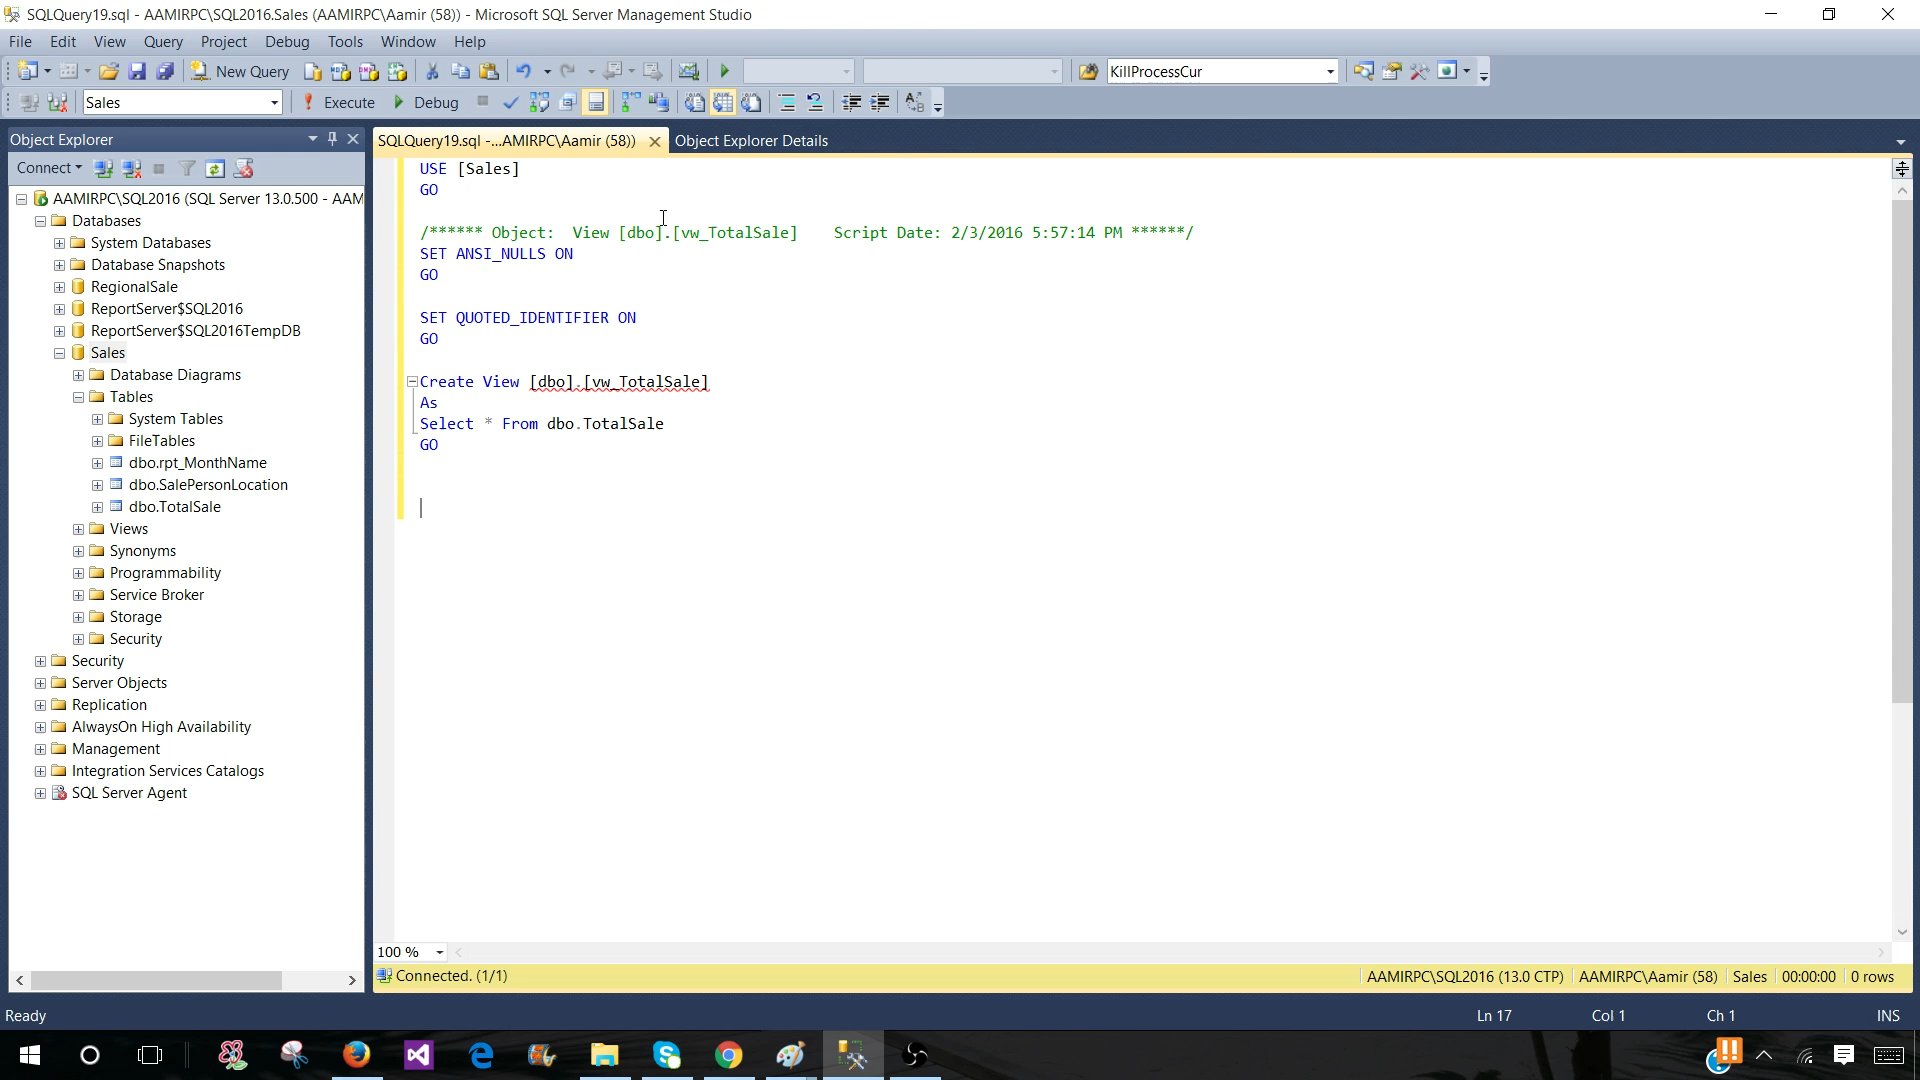 SQLQuery19.sql - AAMIRPC\SQL2016.Sales (AAMIRPC\Aamir (58)) - Microsoft SQL Server Management Studio
File Edit View Query Project Debug Tools Window Help
New Query KillProcessCur
Sales Execute Debug
Object Explorer
SQLQuery19.sql -...AMIRPC\Aamir (58)) Object Explorer Details
Connect
AAMIRPC\SQL2016 (SQL Server 13.0.500 - AAM
Databases
System Databases
Database Snapshots
RegionalSale
ReportServer$SQL2016
ReportServer$SQL2016TempDB
Sales
Database Diagrams
Tables
System Tables
FileTables
dbo.rpt_MonthName
dbo.SalePersonLocation
dbo.TotalSale
Views
Synonyms
Programmability
Service Broker
Storage
Security
Security
Server Objects
Replication
AlwaysOn High Availability
Management
Integration Services Catalogs
SQL Server Agent
USE [Sales]
GO
/****** Object: View [dbo].[vw_TotalSale] Script Date: 2/3/2016 5:57:14 PM ******/
SET ANSI_NULLS ON
GO
SET QUOTED_IDENTIFIER ON
GO
Create View [dbo].[vw_TotalSale]
As
Select * From dbo.TotalSale
GO
100 %
Connected. (1/1) AAMIRPC\SQL2016 (13.0 CTP) AAMIRPC\Aamir (58) Sales 00:00:00 0 rows
Ready Ln 17 Col 1 Ch 1 INS